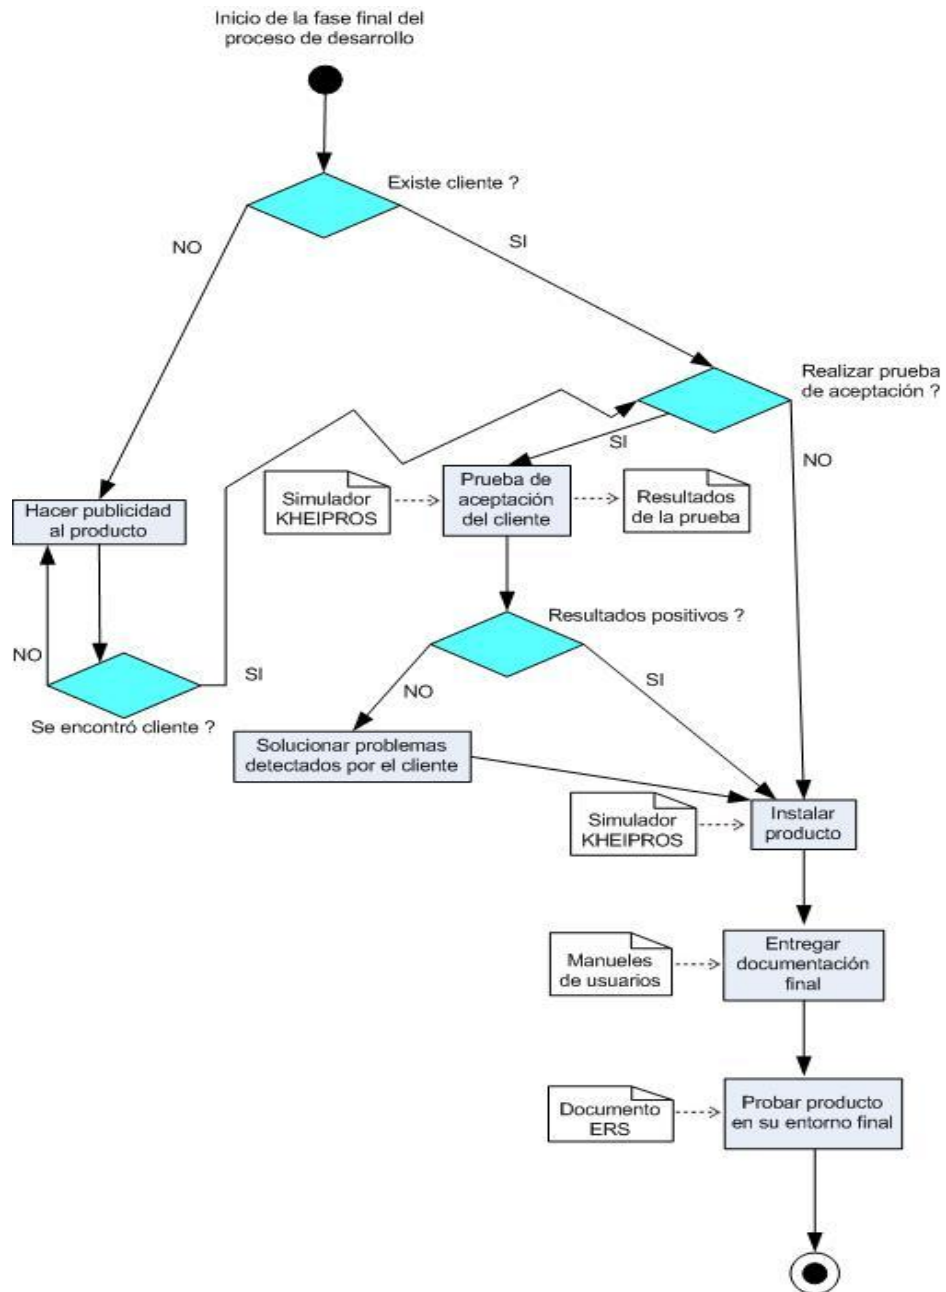 Inicio de la fase final del
proceso de desarrollo
Existe cliente ?
NO
SI
Realizar prueba
de aceptación ?
SI
NO
Hacer publicidad
al producto
Simulador
KHEIPROS
Prueba de
aceptación
del cliente
Resultados
de la prueba
Resultados positivos ?
NO
SI
Se encontró cliente ?
NO
SI
Solucionar problemas
detectados por el cliente
Simulador
KHEIPROS
Instalar
producto
Manueles
de usuarios
Entregar
documentación
final
Documento
ERS
Probar producto
en su entorno final